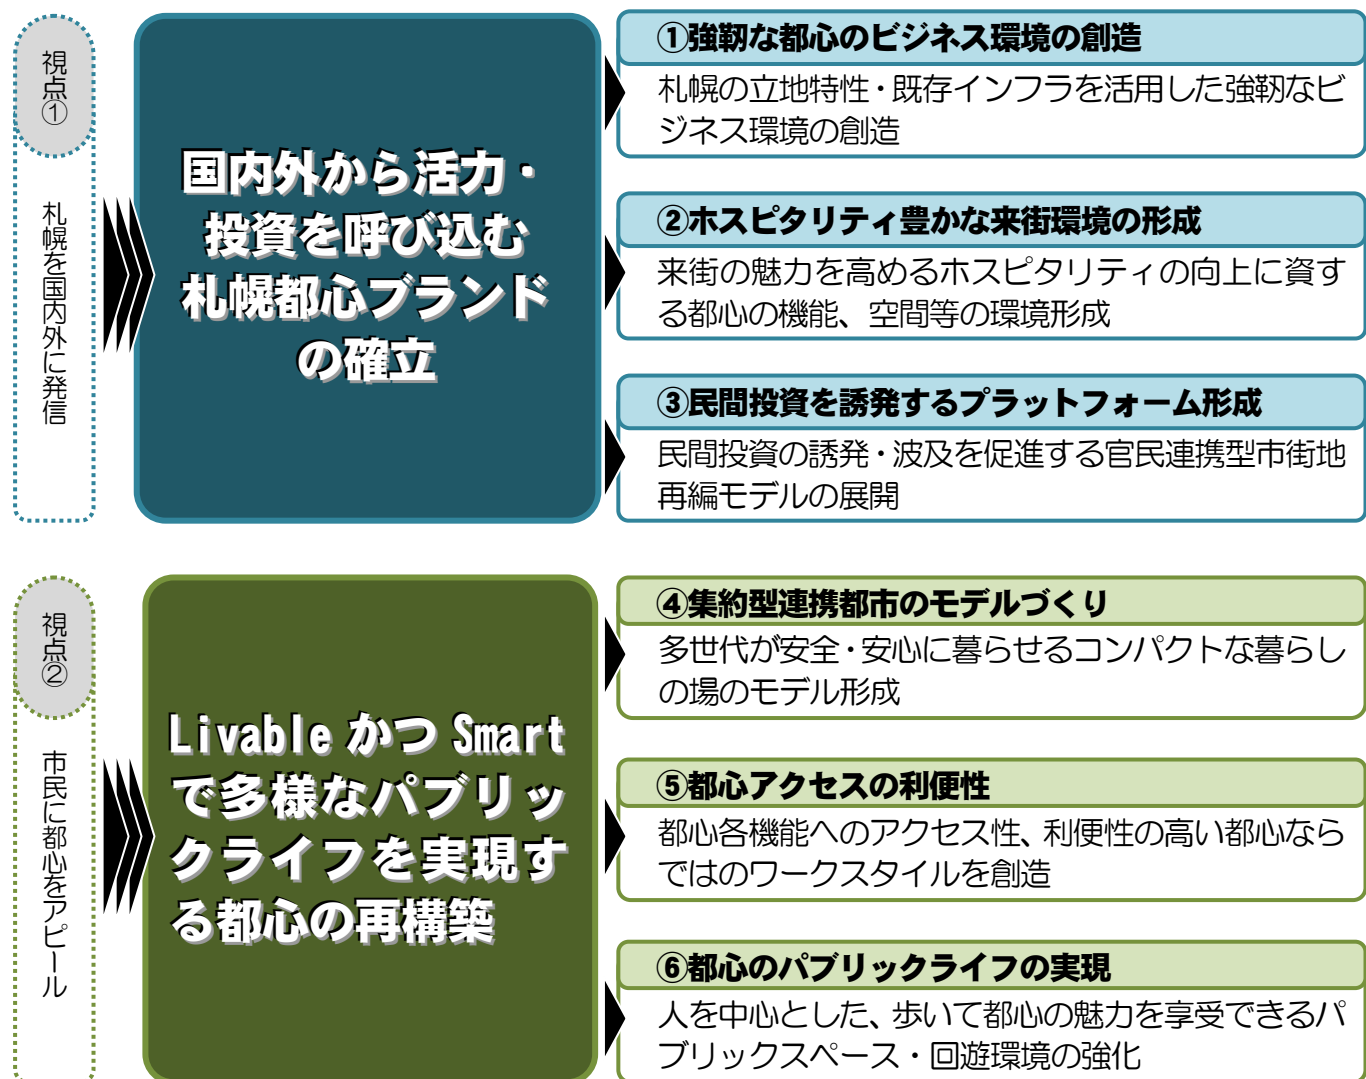 視点①
札幌を国内外に発信
国内外から活力・
投資を呼び込む
札幌都心ブランド
の確立
①強靭な都心のビジネス環境の創造
札幌の立地特性・既存インフラを活用した強靭なビ
ジネス環境の創造
②ホスピタリティ豊かな来街環境の形成
来街の魅力を高めるホスピタリティの向上に資す
る都心の機能、空間等の環境形成
③民間投資を誘発するプラットフォーム形成
民間投資の誘発・波及を促進する官民連携型市街地
再編モデルの展開
視点②
市民に都心をアピール
Livable かつ Smart
で多様なパブリッ
クライフを実現す
る都心の再構築
④集約型連携都市のモデルづくり
多世代が安全・安心に暮らせるコンパクトな暮らし
の場のモデル形成
⑤都心アクセスの利便性
都心各機能へのアクセス性、利便性の高い都心なら
ではのワークスタイルを創造
⑥都心のパブリックライフの実現
人を中心とした、歩いて都心の魅力を享受できるパ
ブリックスペース・回遊環境の強化